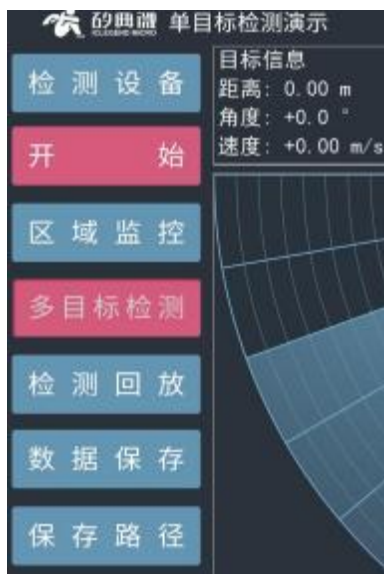 矽典微 单目标检测演示
ICLEGEND MICRO
检测设备
目标信息
距离: 0.00 m
角度: +0.0 °
速度: +0.00 m/s
开始
区域监控
多目标检测
检测回放
数据保存
保存路径